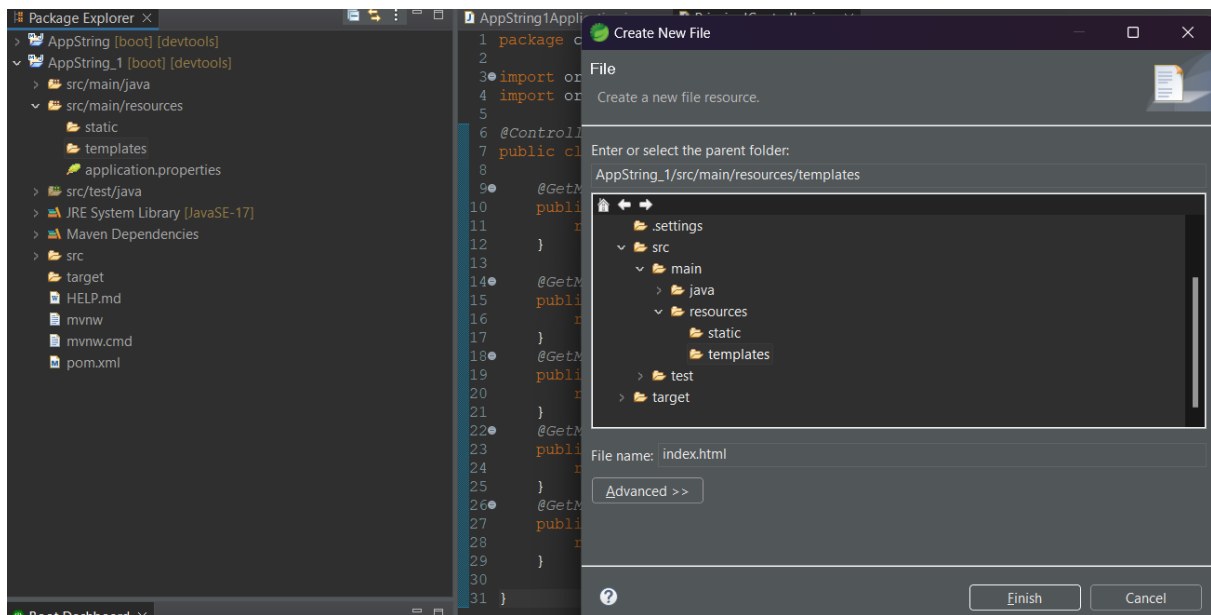 Package Explorer
AppString [boot] [devtools]
AppString_1 [boot] [devtools]
src/main/java
src/main/resources
static
templates
application.properties
src/test/java
JRE System Library [JavaSE-17]
Maven Dependencies
src
target
HELP.md
mvnw
mvnw.cmd
pom.xml
1 package c
2
3 import or
4 import or
5
6 @Controll
7 public cl
8
9 @GetM
10 publi
11 r
12 }
13
14 @GetM
15 publi
16 r
17 }
18 @GetM
19 publi
20 r
21 }
22 @GetM
23 publi
24 r
25 }
26 @GetM
27 publi
28 r
29 }
30
31 }
Create New File
File
Create a new file resource.
Enter or select the parent folder:
AppString_1/src/main/resources/templates
.settings
src
main
java
resources
static
templates
test
target
File name: index.html
Advanced >>
Finish
Cancel